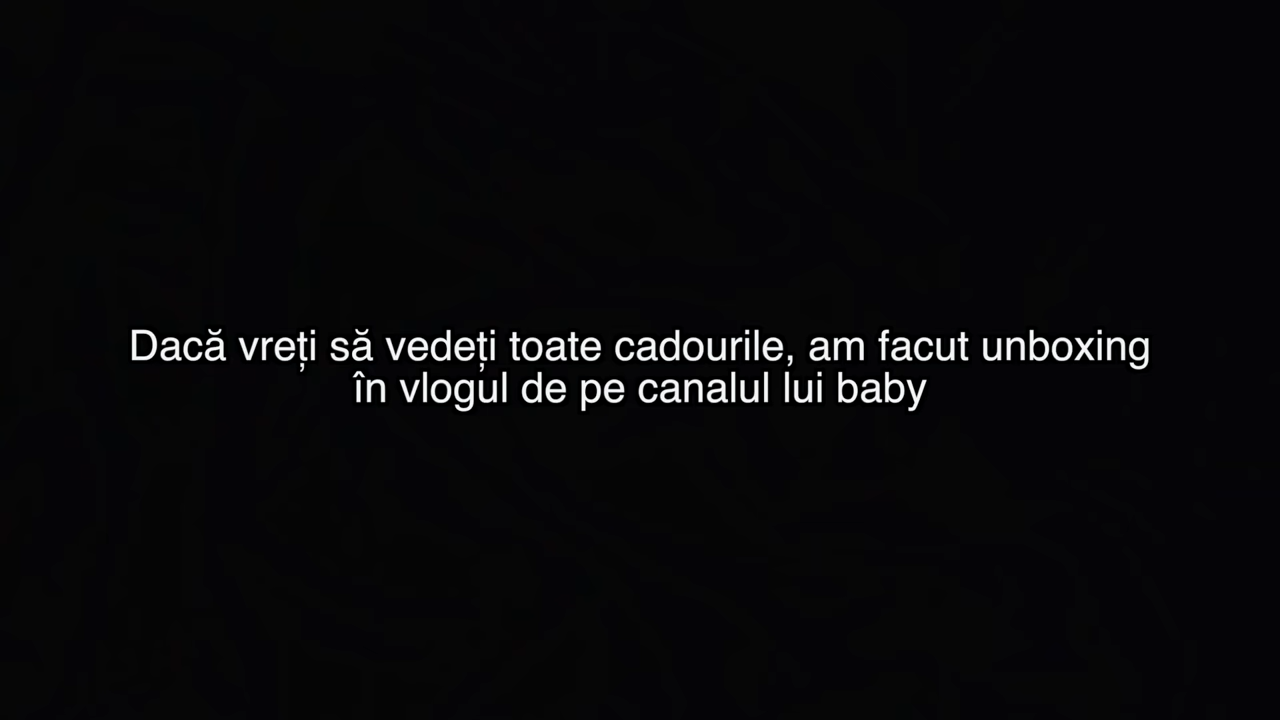 Dacă vreți să vedeți toate cadourile, am facut unboxing
în vlogul de pe canalul lui baby